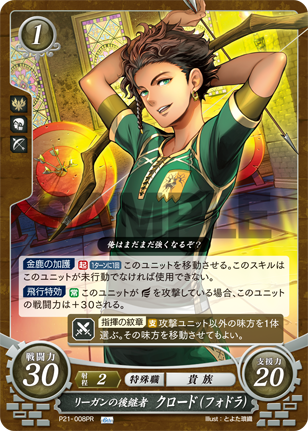 1
俺はまだまだ強くなるぞ?
金鹿の加護 起 1ターンに1回 このユニットを移動させる。このスキルは
このユニットが未行動でなければ使用できない。
飛行特効 常 このユニットが を攻撃している場合、このユニット
の戦闘力は+30される。
指揮の紋章 支 攻撃ユニット以外の味方を1体
選ぶ。その味方を移動させてもよい。
戦闘力
30
射程 2 特殊職 貴族
支援力
20
リーガンの後継者 クロード(フォドラ)
P21-008PR
Illust:とよた瑣織